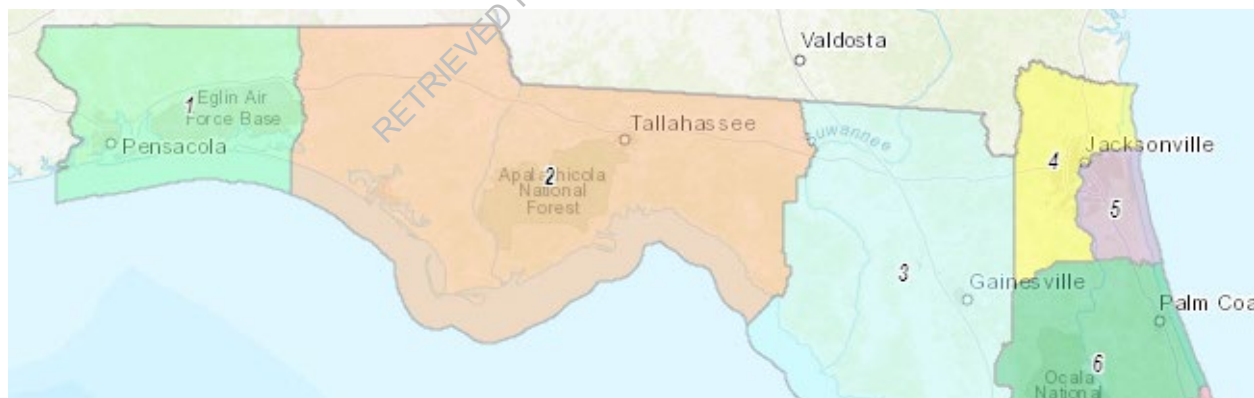 RETRIEVED
Valdosta
1
Eglin Air
Force Base
Pensacola
Tallahassee
Suwannee
Jacksonville
4
Apalachicola
National
Forest
2
5
3
Gainesville
Palm Coa
6
Ocala
National